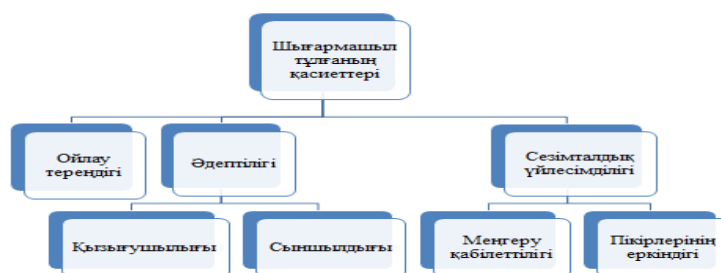 Шығармашыл
тұлғаның
қасиеттері
Ойлау
тереңдігі
Әдептілігі
Сезімталдық
үйлесімділігі
Қызығушылығы
Сыншылдығы
Меңгеру
қабілеттілігі
Пікірлерінің
еркіндігі